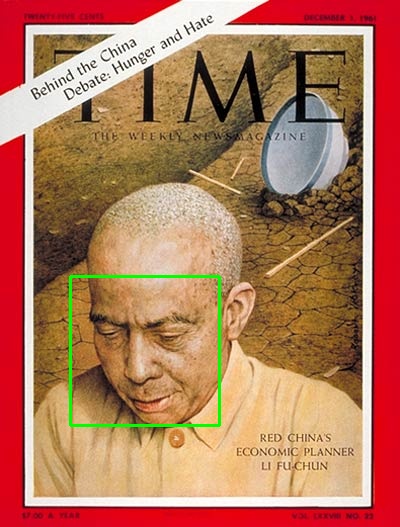 TWENTY-FIVE CENTS DECEMBER 1, 1961
Behind the China
Debate: Hunger and Hate
TIME
THE WEEKLY NEWSMAGAZINE
RED CHINA'S
ECONOMIC PLANNER
LI FU-CHUN
$7.00 A YEAR VOL. LXXVIII NO. 22